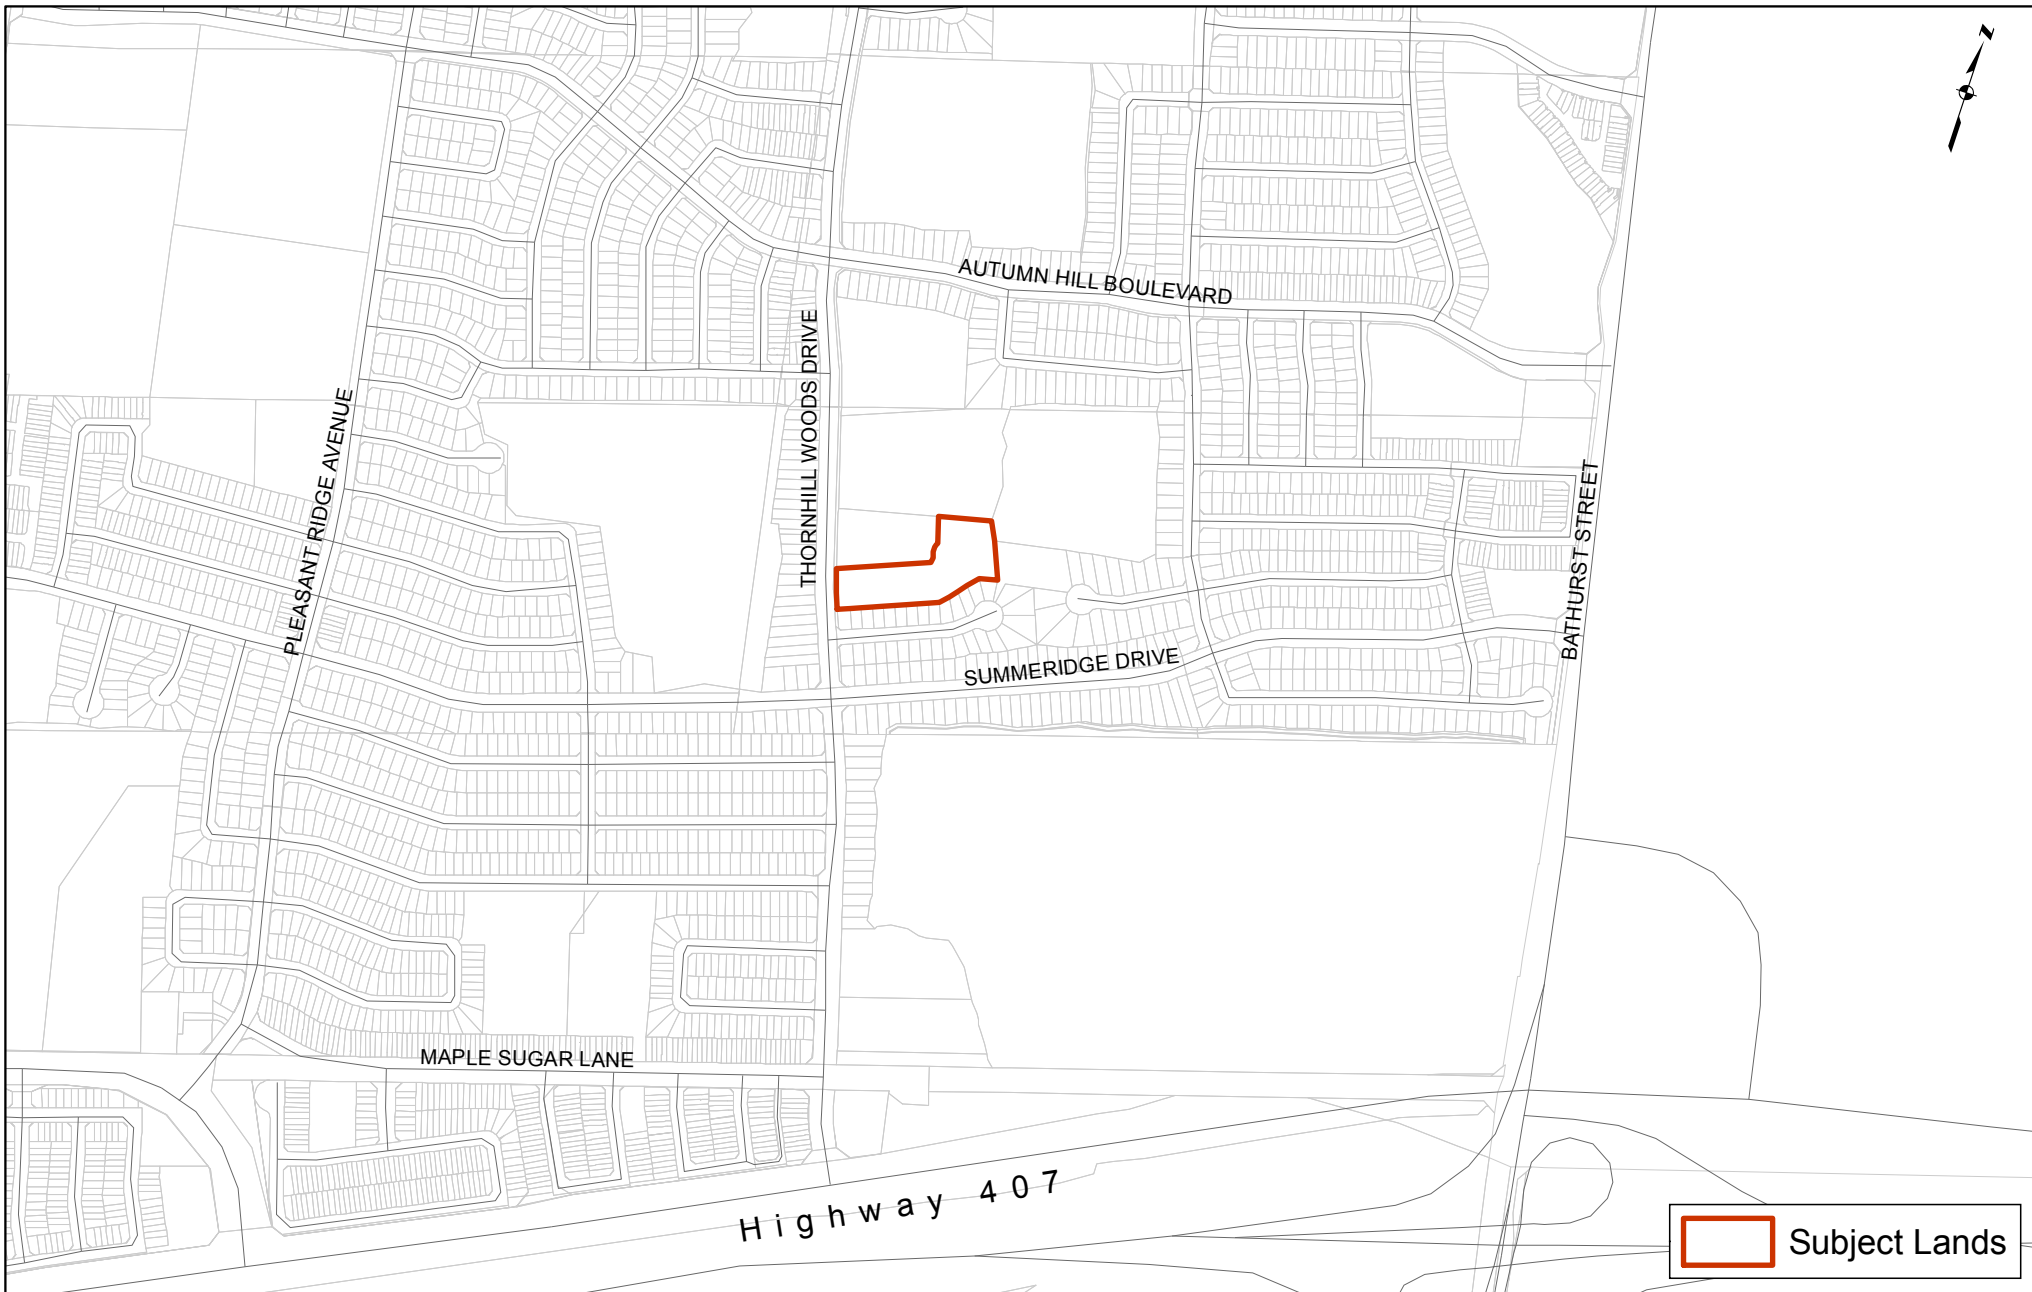 N
AUTUMN HILL BOULEVARD
THORNHILL WOODS DRIVE
PLEASANT RIDGE AVENUE
BATHURST STREET
SUMMERIDGE DRIVE
MAPLE SUGAR LANE
Highway 407
Subject Lands